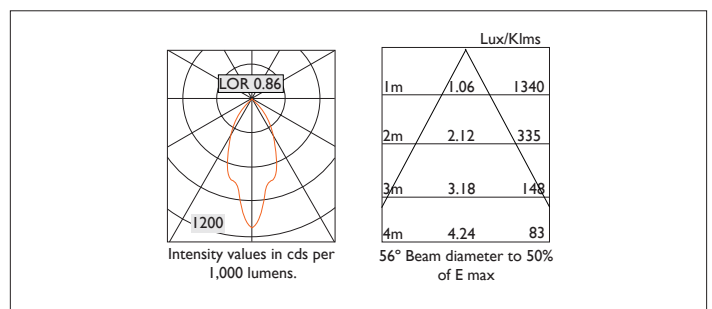 Lux/Klms
LOR 0.86
1m 1.06 1340
2m 2.12 335
3m 3.18 148
4m 4.24 83
1200
Intensity values in cds per
1,000 lumens.
56º Beam diameter to 50%
of E max